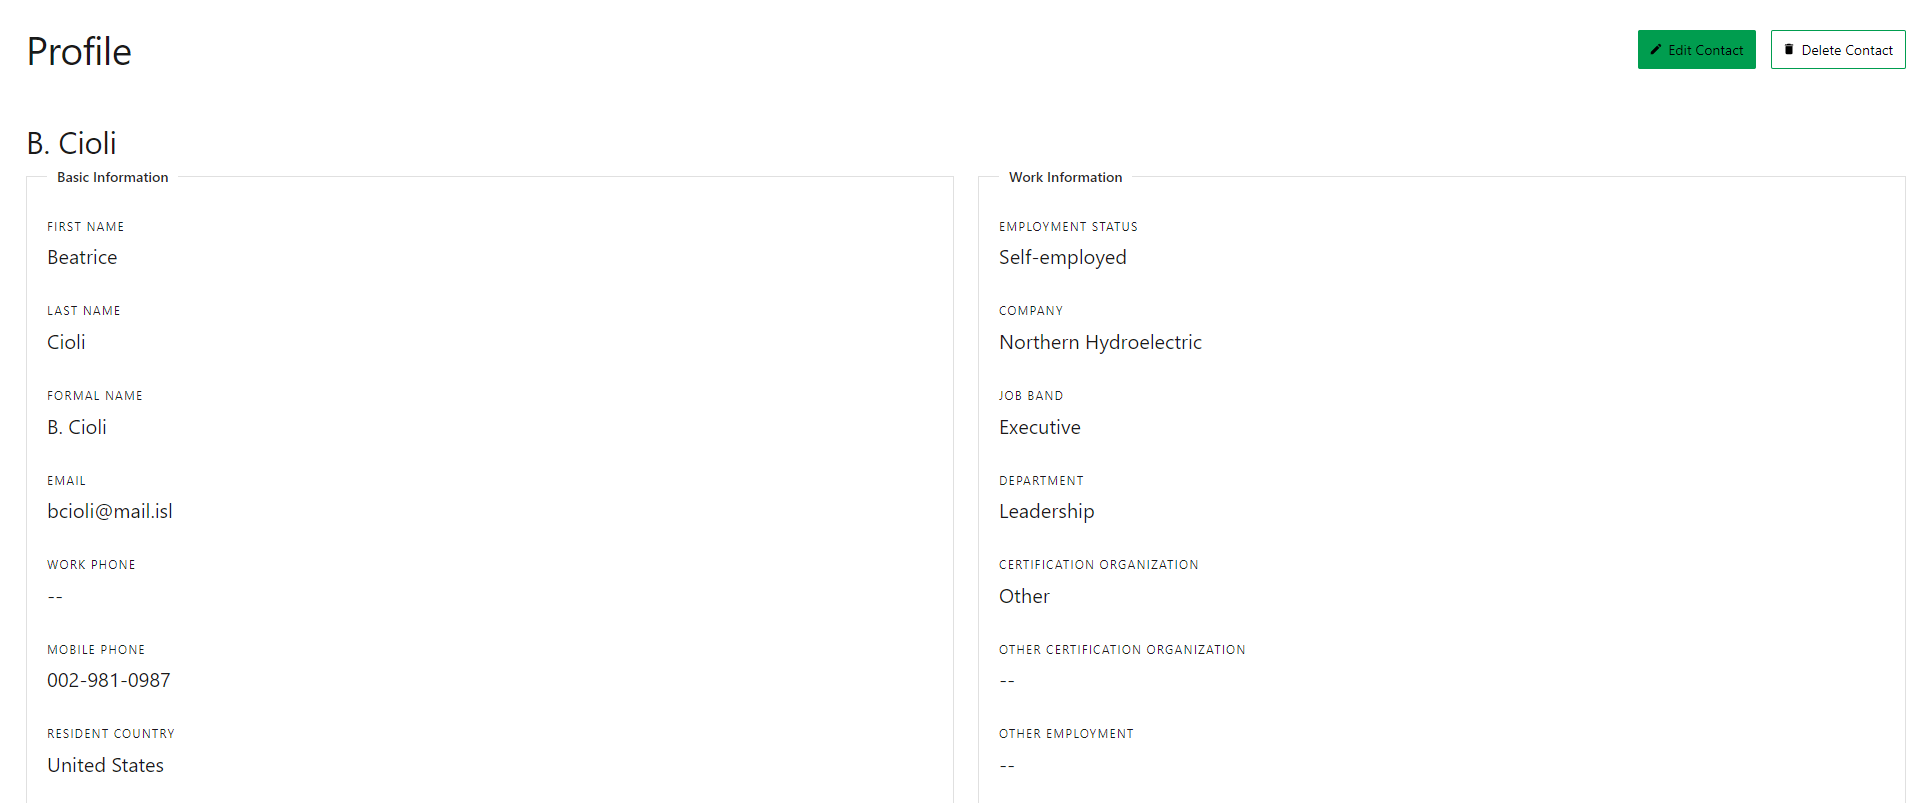 Profile
Edit Contact
Delete Contact
B. Cioli
Basic Information
FIRST NAME
Beatrice
LAST NAME
Cioli
FORMAL NAME
B. Cioli
EMAIL
bcioli@mail.isl
WORK PHONE
--
MOBILE PHONE
002-981-0987
RESIDENT COUNTRY
United States
Work Information
EMPLOYMENT STATUS
Self-employed
COMPANY
Northern Hydroelectric
JOB BAND
Executive
DEPARTMENT
Leadership
CERTIFICATION ORGANIZATION
Other
OTHER CERTIFICATION ORGANIZATION
--
OTHER EMPLOYMENT
--